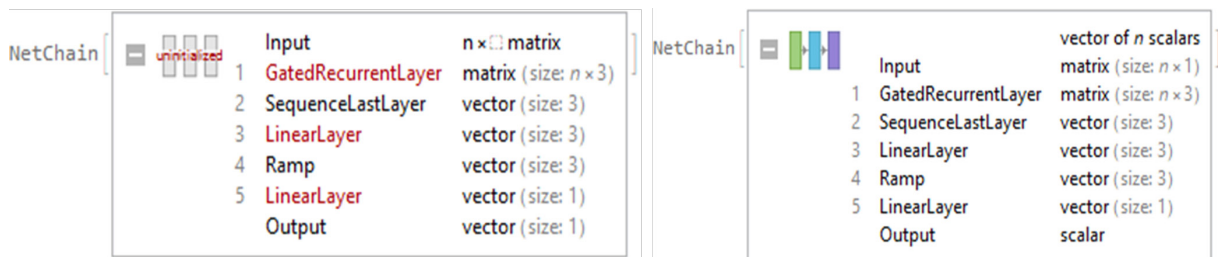 NetChain[
uninitialized
Input n×□ matrix
1 GatedRecurrentLayer matrix (size: n×3)
2 SequenceLastLayer vector (size: 3)
3 LinearLayer vector (size: 3)
4 Ramp vector (size: 3)
5 LinearLayer vector (size: 1)
Output vector (size: 1)
]
NetChain[
vector of n scalars
Input matrix (size: n×1)
1 GatedRecurrentLayer matrix (size: n×3)
2 SequenceLastLayer vector (size: 3)
3 LinearLayer vector (size: 3)
4 Ramp vector (size: 3)
5 LinearLayer vector (size: 1)
Output scalar
]